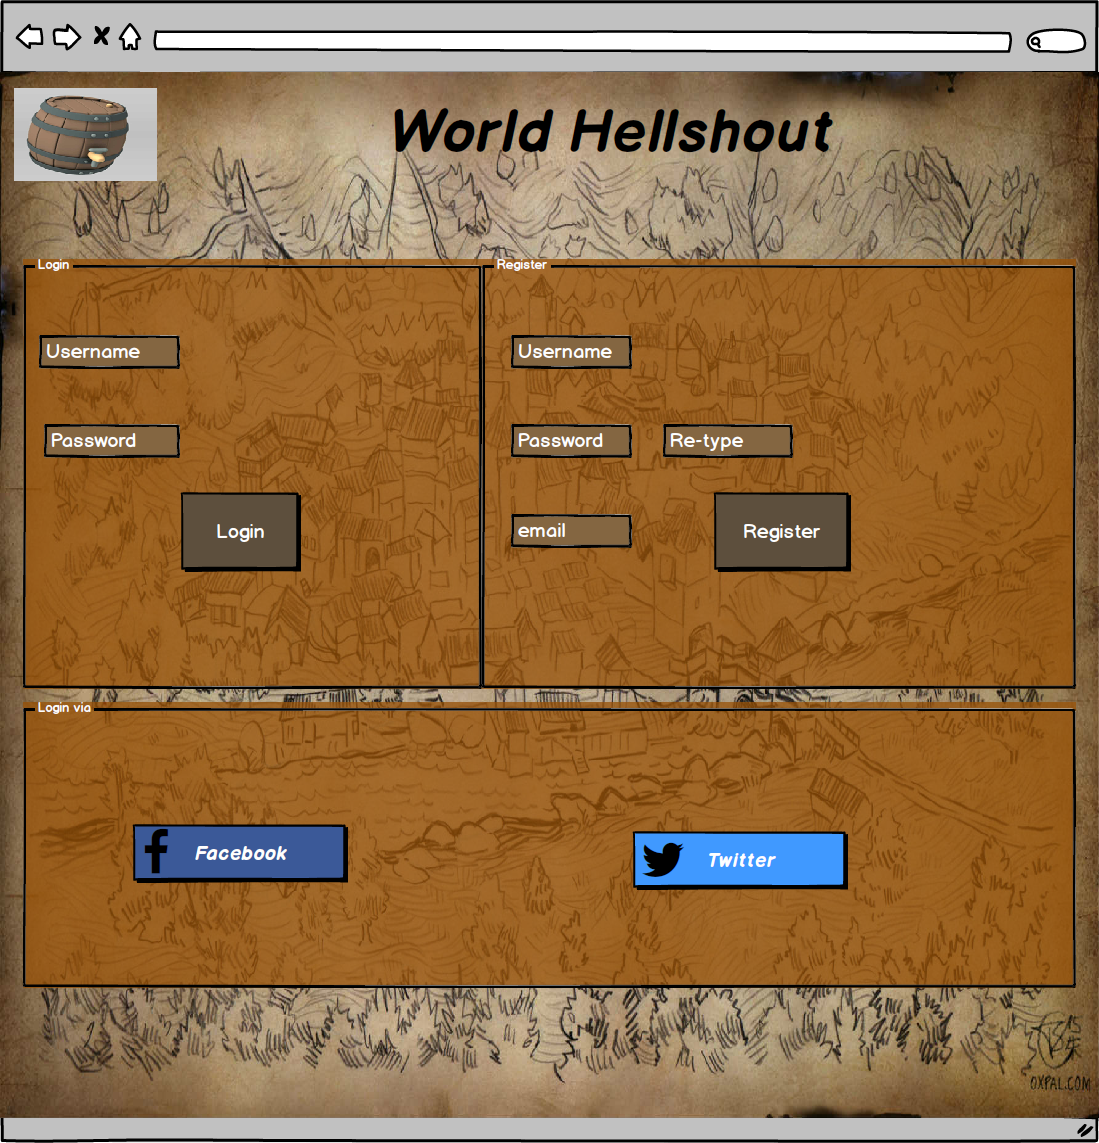 World Hellshout
Login
Register
Username
Username
Password
Password
Re-type
Login
email
Register
Login via
Facebook
Twitter
OXPAL.COM